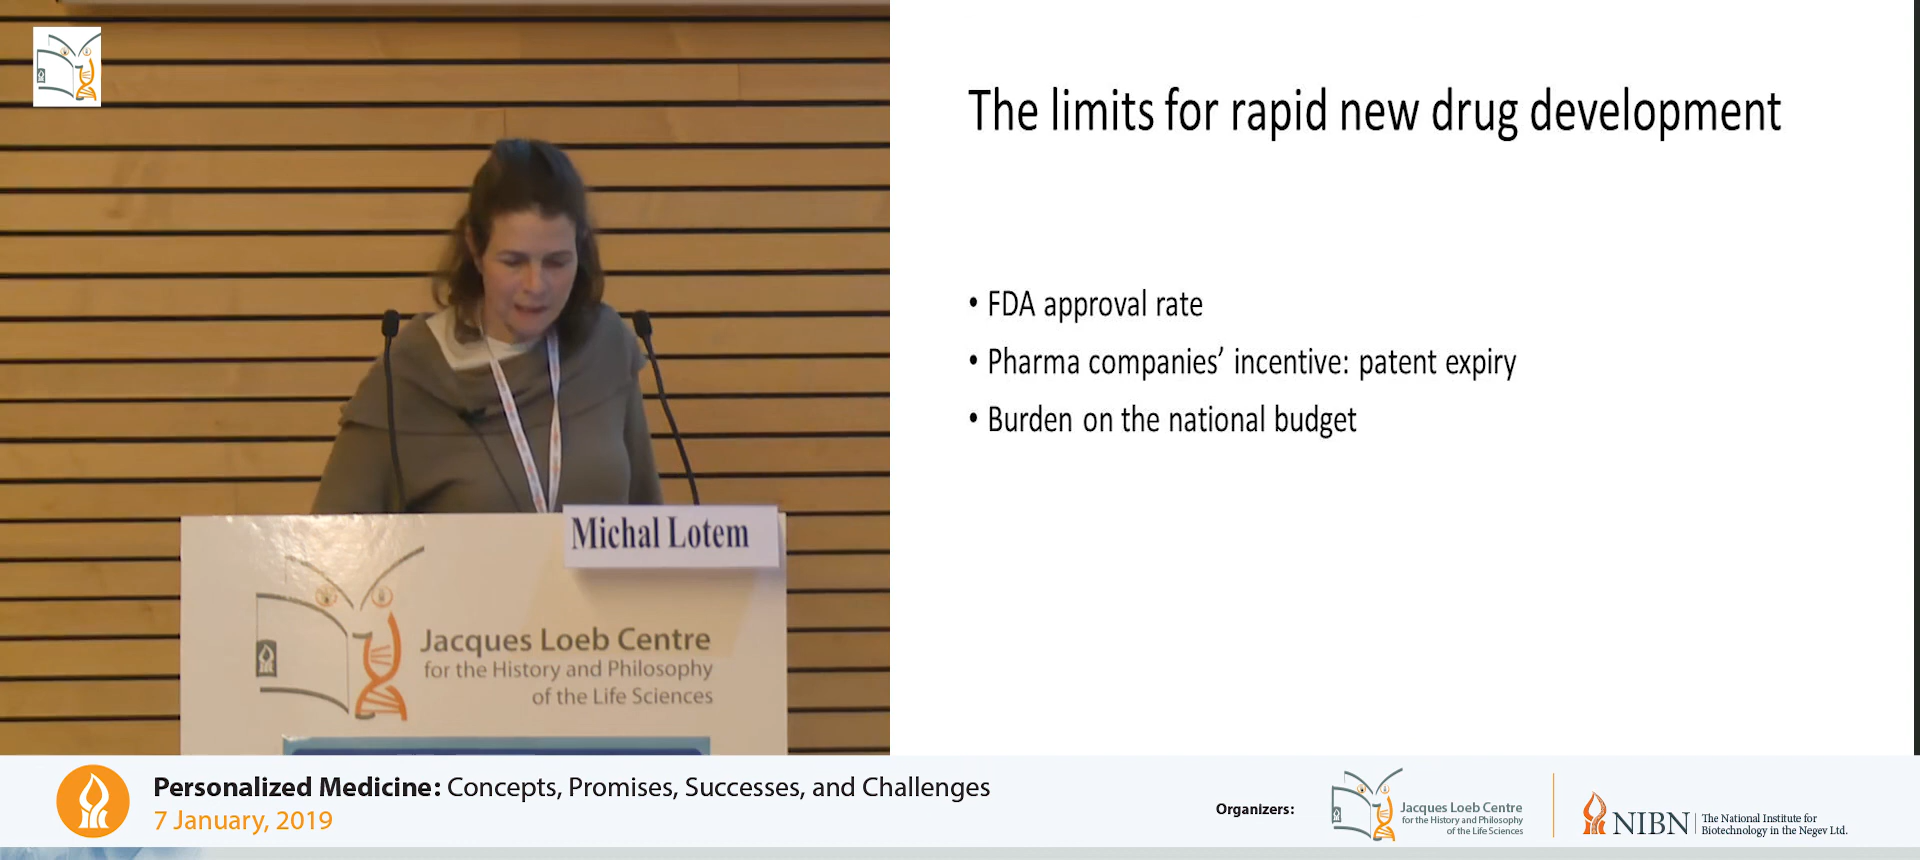 The limits for rapid new drug development
• FDA approval rate
• Pharma companies’ incentive: patent expiry
• Burden on the national budget
Michal Lotem
Jacques Loeb Centre
for the History and Philosophy
of the Life Sciences
Personalized Medicine: Concepts, Promises, Successes, and Challenges
7 January, 2019
Organizers:
Jacques Loeb Centre
for the History and Philosophy
of the Life Sciences
NIBN
The National Institute for
Biotechnology in the Negev Ltd.